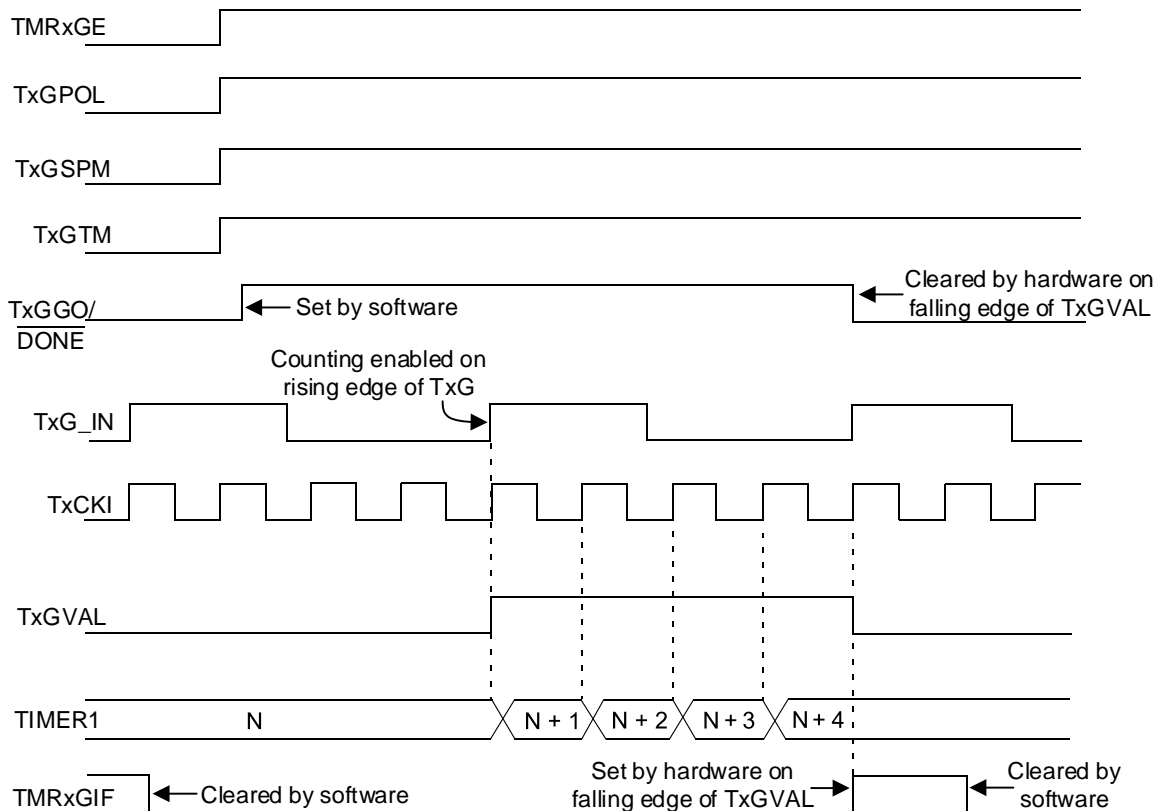 TMRxGE
TxGPOL
TxGSPM
TxGTM
TxGGO/
DONE
Set by software
Cleared by hardware on
falling edge of TxGVAL
Counting enabled on
rising edge of TxG
TxG_IN
TxCKI
TxGVAL
TIMER1
N
N + 1
N + 2
N + 3
N + 4
TMRxGIF
Cleared by software
Set by hardware on
falling edge of TxGVAL
Cleared by
software